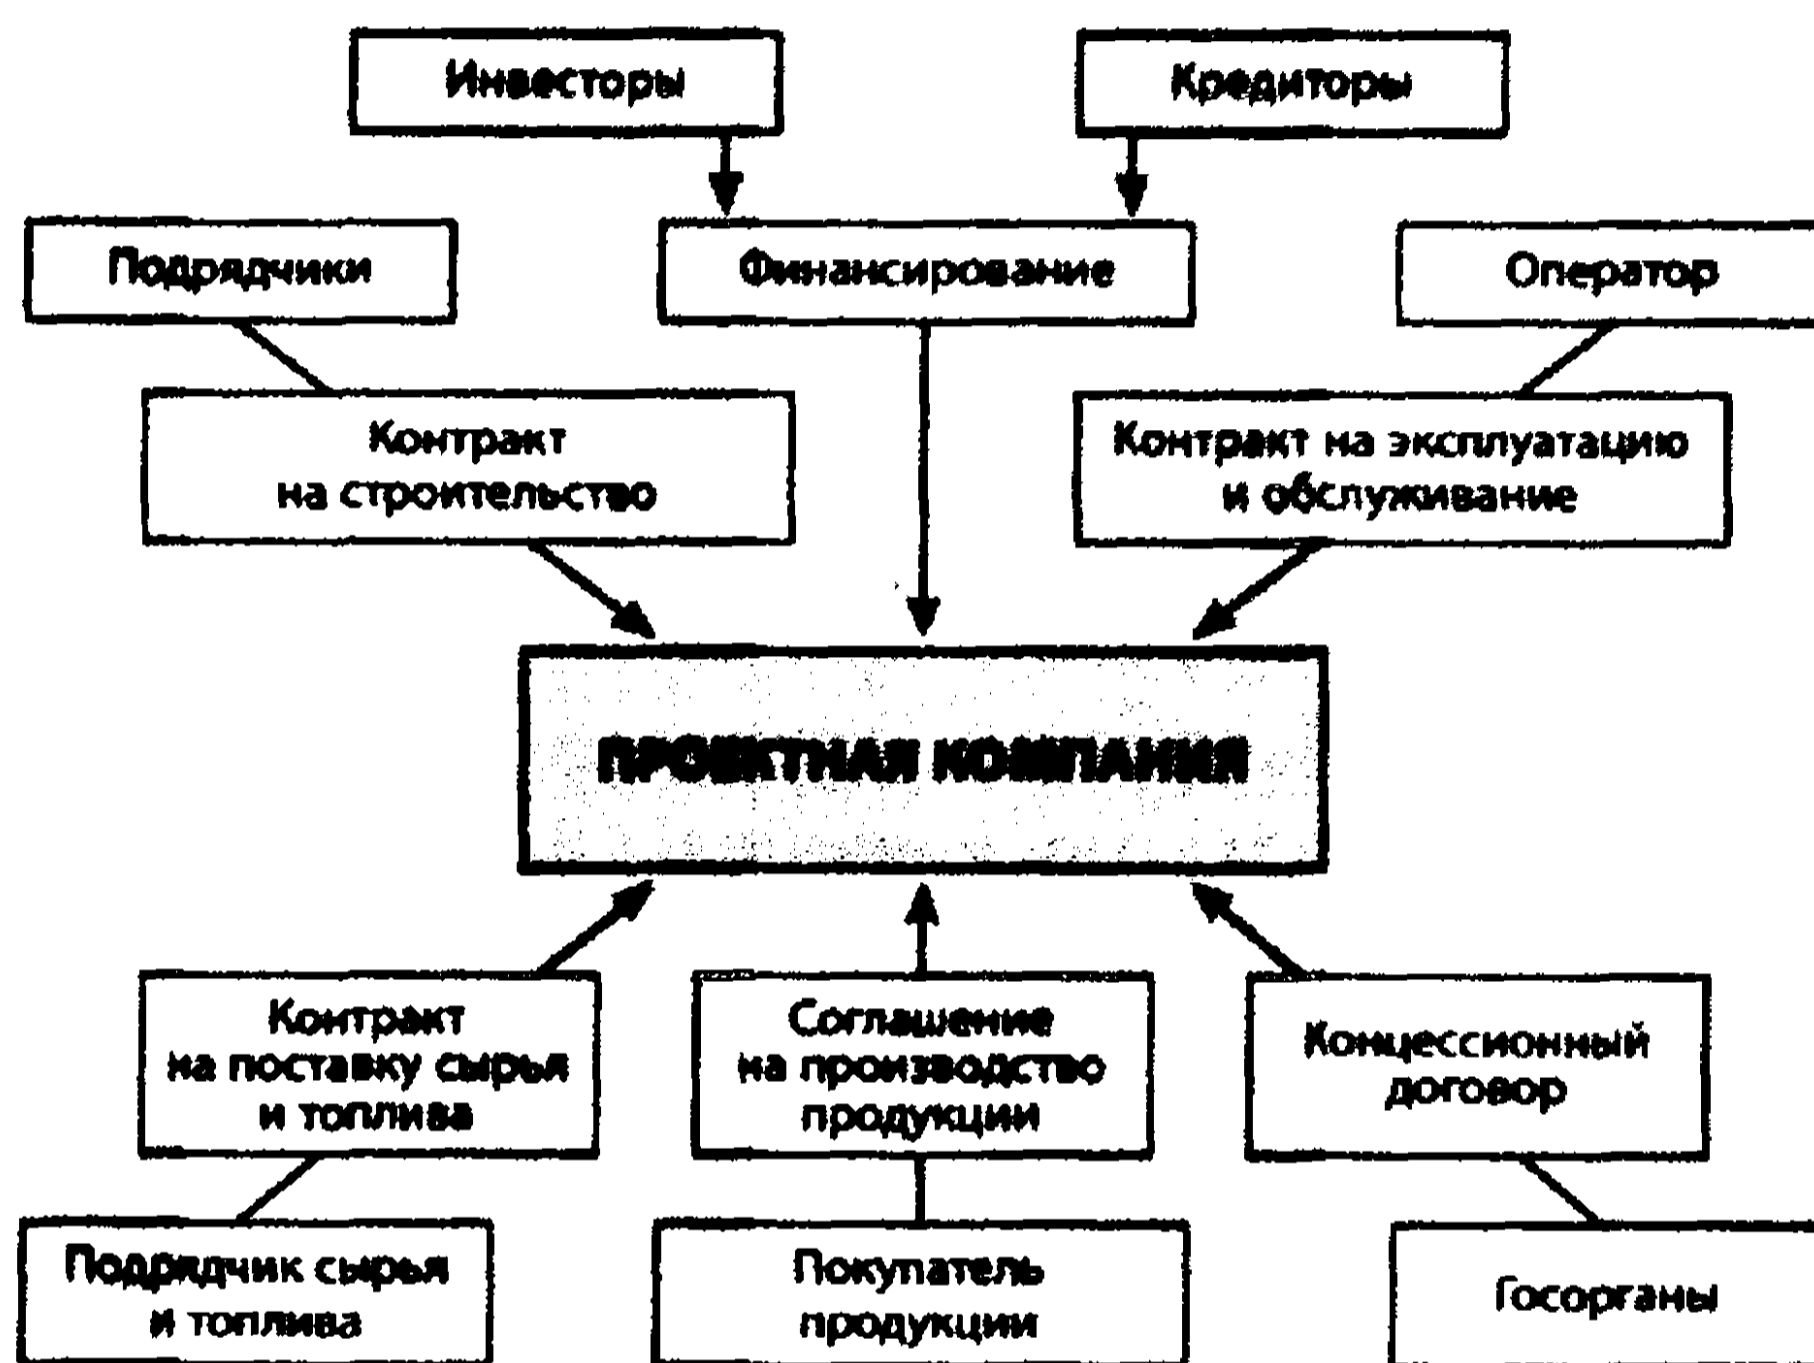 Инвесторы
Кредиторы
Подрядчики
Финансирование
Оператор
Контракт
на строительство
Контракт на эксплуатацию
и обслуживание
ПРОЕКТНАЯ КОМПАНИЯ
Контракт
на поставку сырья
и топлива
Соглашение
на производство
продукции
Концессионный
договор
Подрядчик сырья
и топлива
Покупатель
продукции
Госорганы